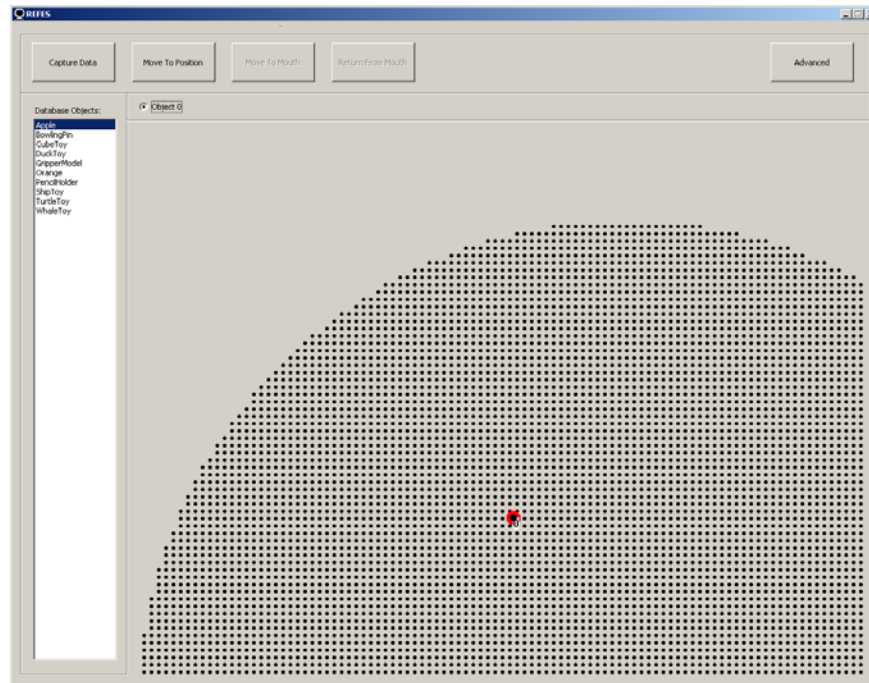 REFES
Capture Data
Move To Position
Move To Mouth
Return From Mouth
Advanced
Database Objects:
Object 0
Apple
BowlingPin
CubeToy
DuckToy
GripperModel
Orange
PencilHolder
ShipToy
TurtleToy
WhaleToy
0